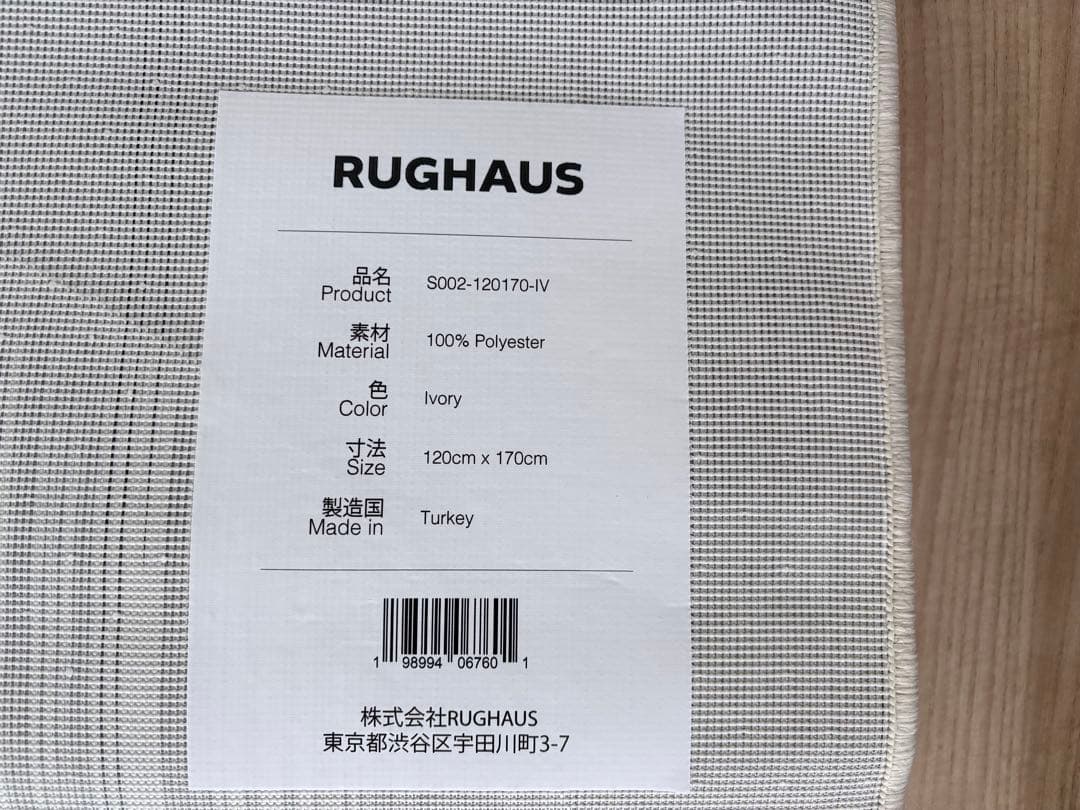 RUGHAUS
品名 S002-120170-IV
Product
素材 100% Polyester
Material
色 Ivory
Color
寸法 120cm x 170cm
Size
製造国 Turkey
Made in
1 98994 06760 1
株式会社RUGHAUS
東京都渋谷区宇田川町3-7